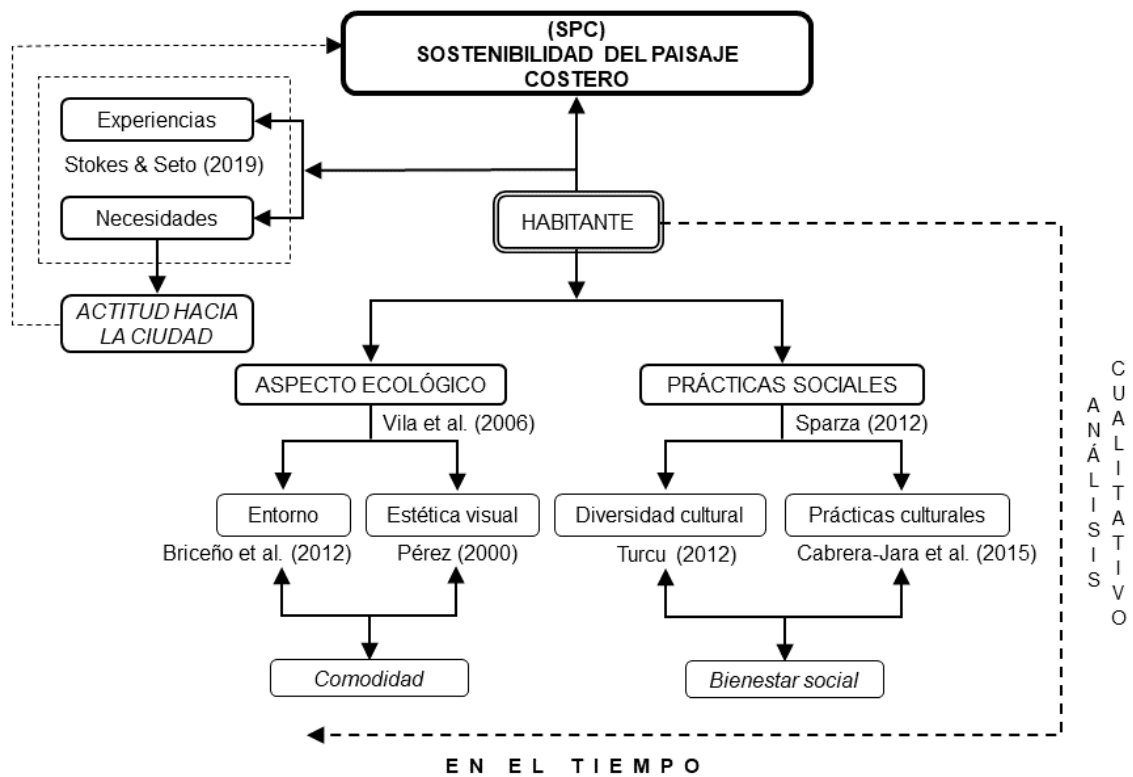 (SPC)
SOSTENIBILIDAD DEL PAISAJE
COSTERO
Experiencias
Stokes & Seto (2019)
Necesidades
ACTITUD HACIA
LA CIUDAD
HABITANTE
ASPECTO ECOLÓGICO
Vila et al. (2006)
PRÁCTICAS SOCIALES
Sparza (2012)
Entorno
Briceño et al. (2012)
Estética visual
Pérez (2000)
Diversidad cultural
Turcu (2012)
Prácticas culturales
Cabrera-Jara et al. (2015)
Comodidad
Bienestar social
ANÁLISIS
CUALITATIVO
EN EL TIEMPO